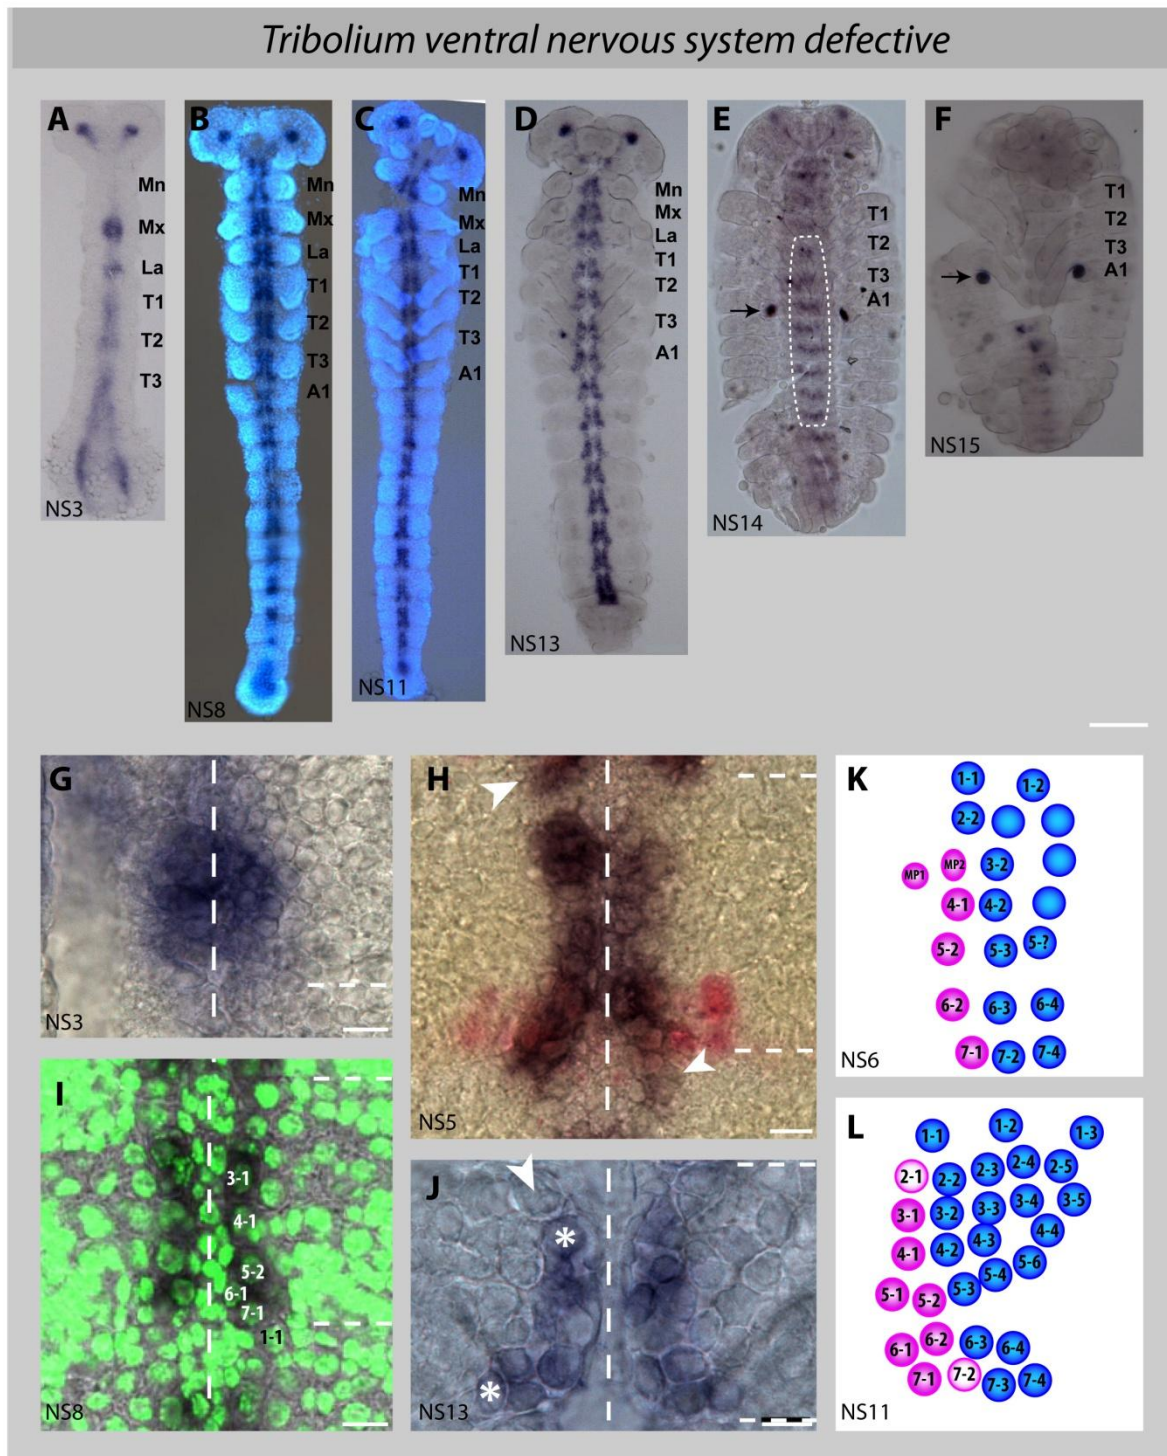 Tribolium ventral nervous system defective
A
Mn
Mx
La
T1
T2
T3
NS3
B
Mn
Mx
La
T1
T2
T3
A1
NS8
C
Mn
Mx
La
T1
T2
T3
A1
NS11
D
Mn
Mx
La
T1
T2
T3
A1
NS13
E
T1
T2
T3
A1
NS14
F
T1
T2
T3
A1
NS15
G
NS3
H
NS5
I
3-1
4-1
5-2
6-1
7-1
1-1
NS8
J
*
*
NS13
K
1-1 1-2
2-2
MP1 MP2 3-2
4-1 4-2
5-2 5-3 5-?
6-2 6-3 6-4
7-1 7-2 7-4
NS6
L
1-1 1-2 1-3
2-1 2-2 2-3 2-4 2-5
3-1 3-2 3-3 3-4 3-5
4-1 4-2 4-3 4-4
5-1 5-2 5-3 5-4 5-6
6-1 6-2 6-3 6-4
7-1 7-2 7-3 7-4
NS11